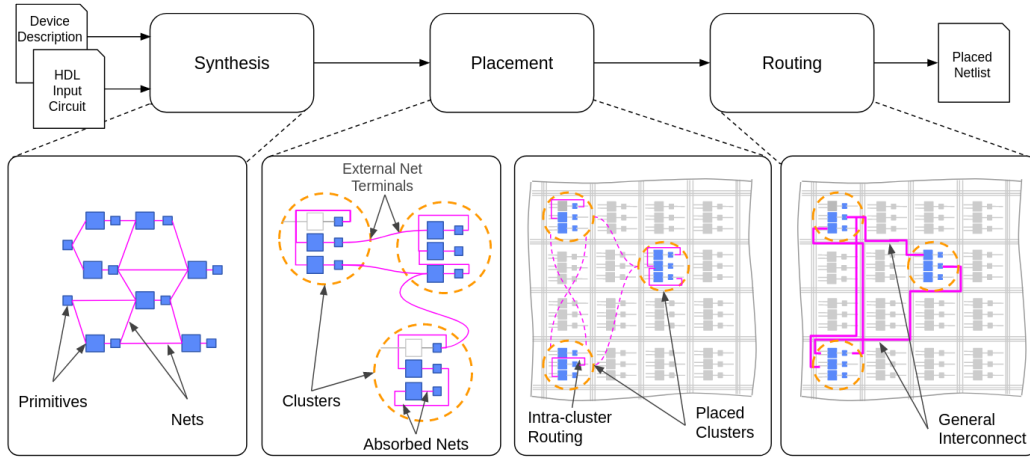 Device
Description
HDL
Input
Circuit
Synthesis
Placement
Routing
Placed
Netlist
Primitives
Nets
External Net
Terminals
Clusters
Absorbed Nets
Intra-cluster
Routing
Placed
Clusters
General
Interconnect